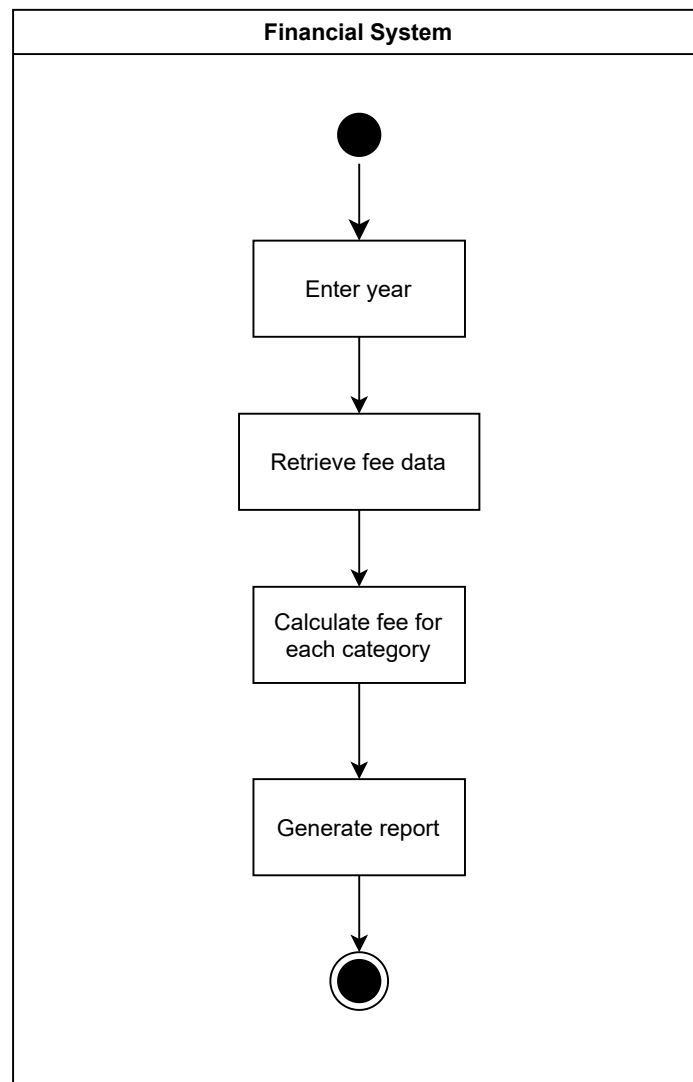 Financial System
Enter year
Retrieve fee data
Calculate fee for
each category
Generate report